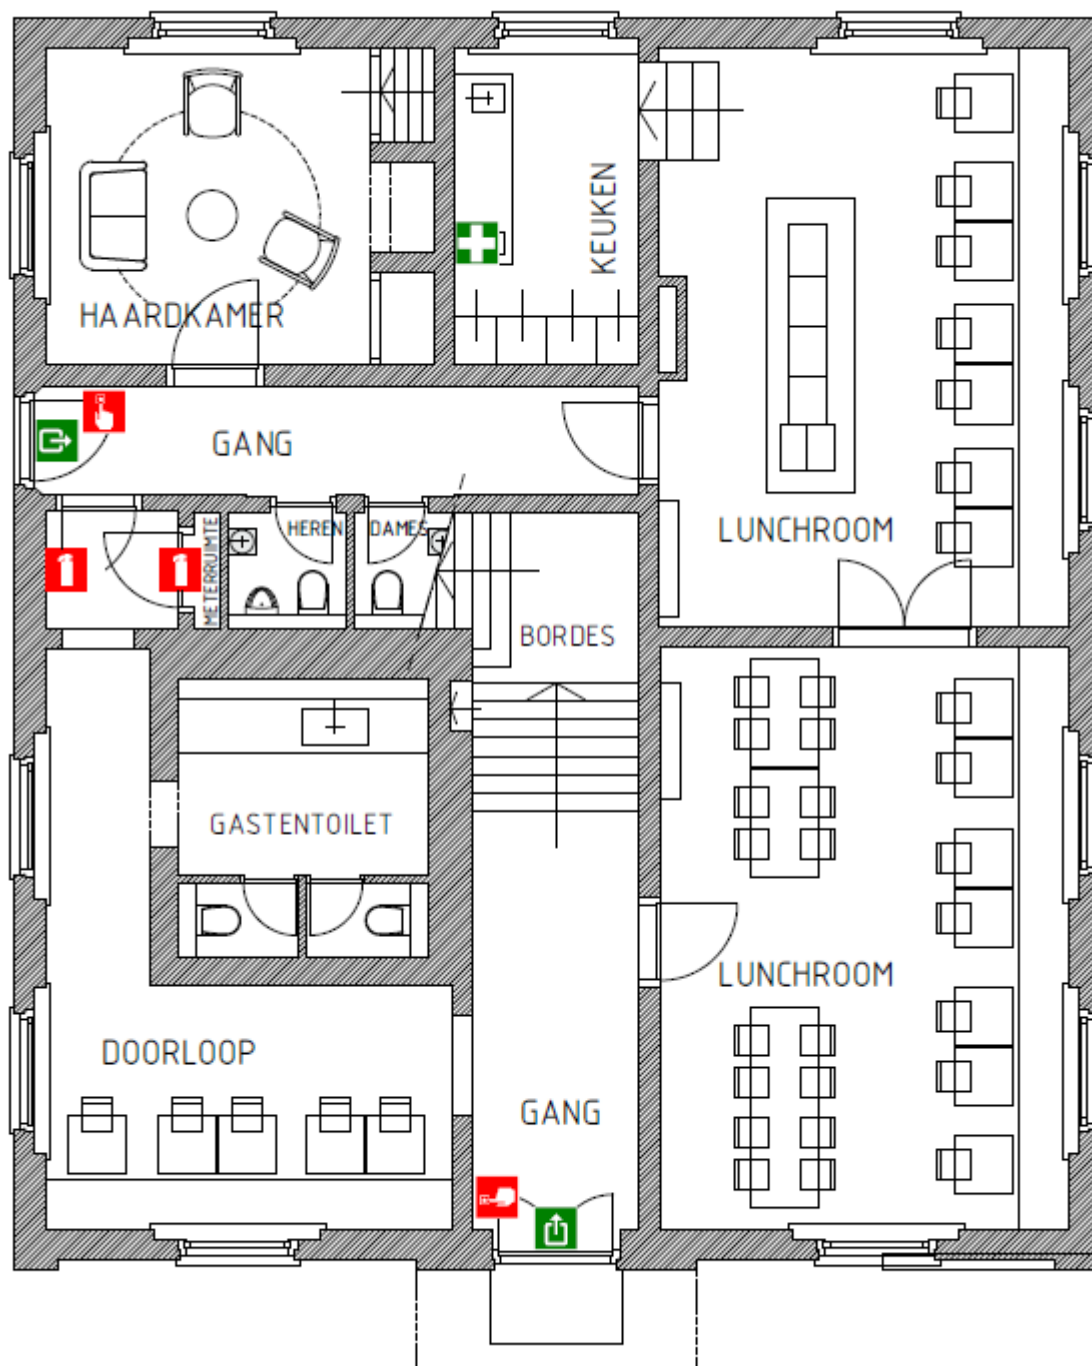 KEUKEN
HAARDKAMER
GANG
LUNCHROOM
HEREN
DAMES
METERRUIMTE
BORDES
GASTENTOILET
LUNCHROOM
DOORLOOP
GANG